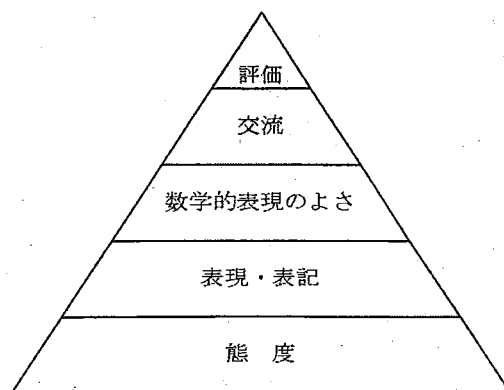 評価
交流
数学的表現のよさ
表現・表記
態　度